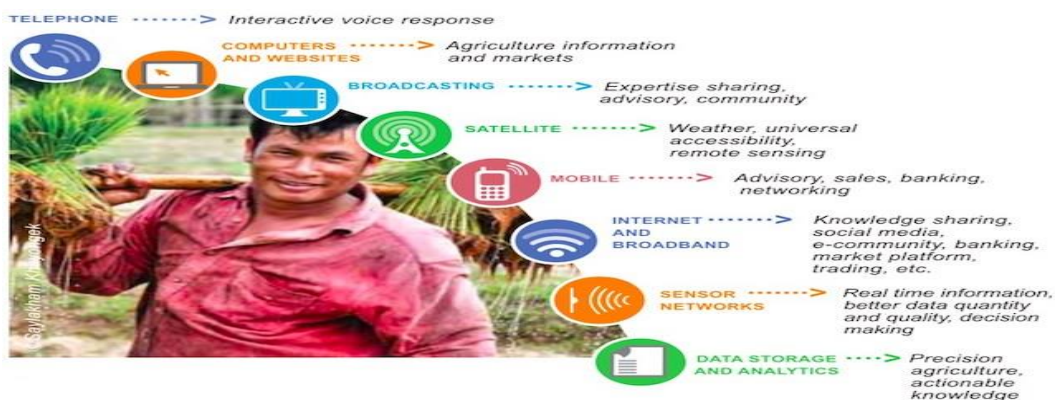 TELEPHONE Interactive voice response
COMPUTERS
AND WEBSITES
Agriculture information
and markets
BROADCASTING
Expertise sharing,
advisory, community
SATELLITE
Weather, universal
accessibility,
remote sensing
MOBILE
Advisory, sales, banking,
networking
INTERNET
AND
BROADBAND
Knowledge sharing,
social media,
e-community, banking,
market platform,
trading, etc.
SENSOR
NETWORKS
Real time information,
better data quantity
and quality, decision
making
DATA STORAGE
AND ANALYTICS
Precision
agriculture,
actionable
knowledge